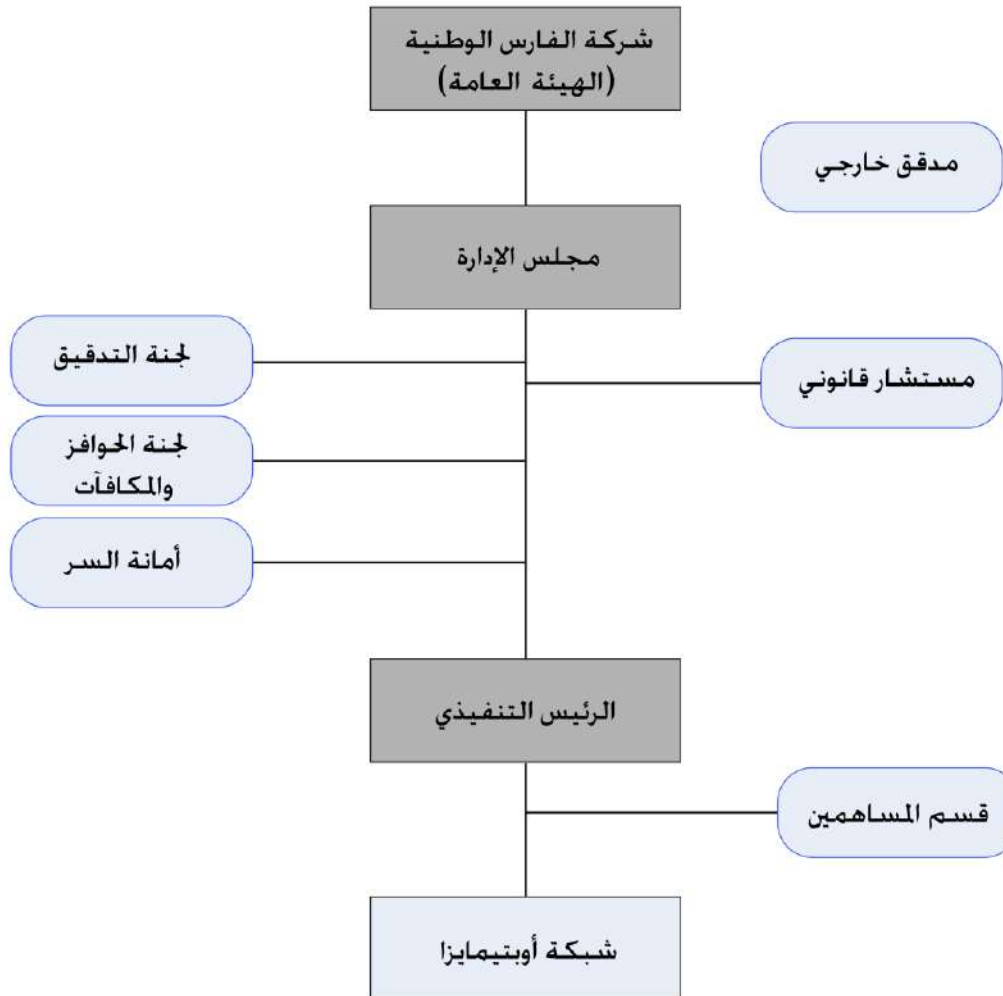 شركة الفارس الوطنية
(الهيئة العامة)
مدقق خارجي
مجلس الإدارة
لجنة التدقيق
مستشار قانوني
لجنة الحوافز
والمكافآت
أمانة السر
الرئيس التنفيذي
قسم المساهمين
شبكة أوبتيمايزا